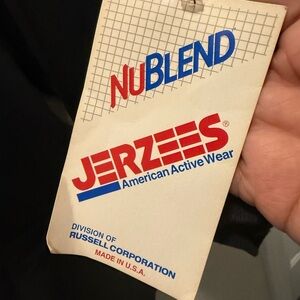 NUBLEND
JERZEES®
American Active Wear
DIVISION OF
RUSSELL CORPORATION
MADE IN U.S.A.